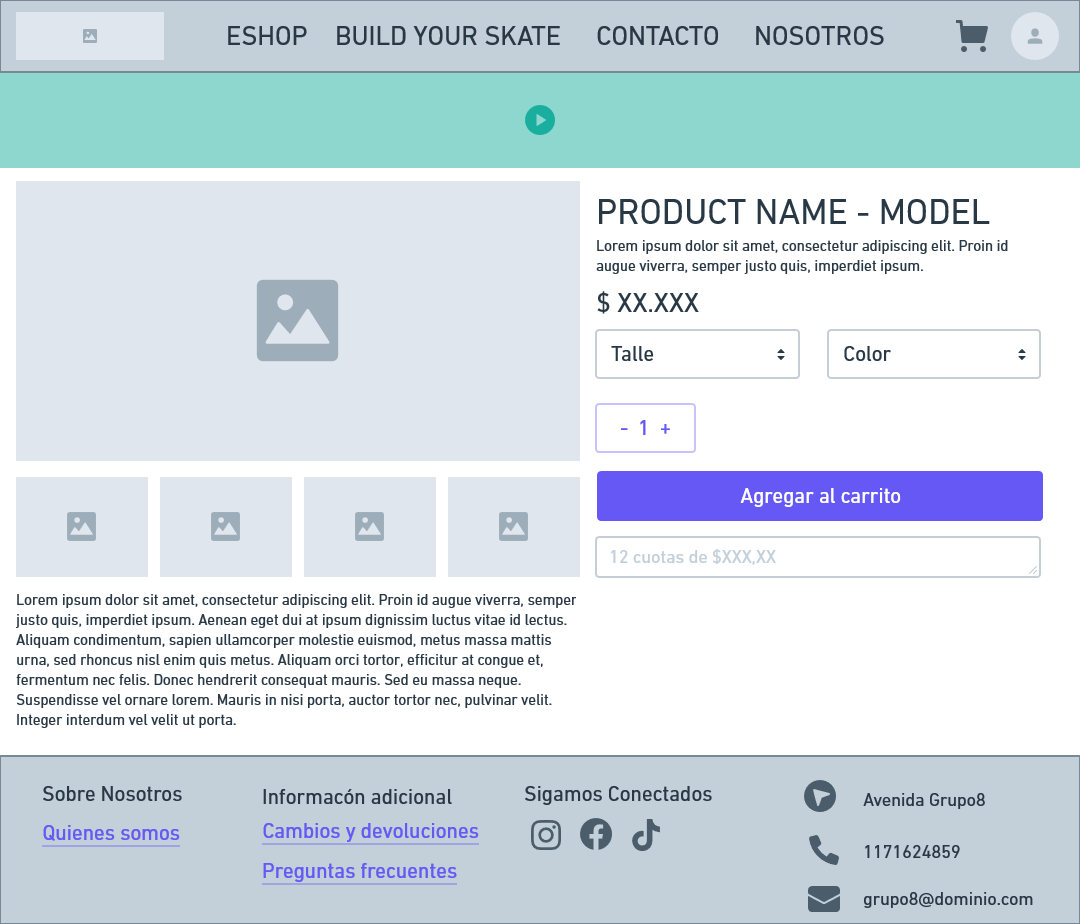 ESHOP BUILD YOUR SKATE CONTACTO NOSOTROS
PRODUCT NAME - MODEL
Lorem ipsum dolor sit amet, consectetur adipiscing elit. Proin id
augue viverra, semper justo quis, imperdiet ipsum.
$ XX.XXX
Talle
Color
- 1 +
Agregar al carrito
12 cuotas de $XXX,XX
Lorem ipsum dolor sit amet, consectetur adipiscing elit. Proin id augue viverra, semper
justo quis, imperdiet ipsum. Aenean eget dui at ipsum dignissim luctus vitae id lectus.
Aliquam condimentum, sapien ullamcorper molestie euismod, metus massa mattis
urna, sed rhoncus nisl enim quis metus. Aliquam orci tortor, efficitur at congue et,
fermentum nec felis. Donec hendrerit consequat mauris. Sed eu massa neque.
Suspendisse vel ornare lorem. Mauris in nisi porta, auctor tortor nec, pulvinar velit.
Integer interdum vel velit ut porta.
Sobre Nosotros
Quienes somos
Informacón adicional
Cambios y devoluciones
Preguntas frecuentes
Sigamos Conectados
Avenida Grupo8
1171624859
grupo8@dominio.com